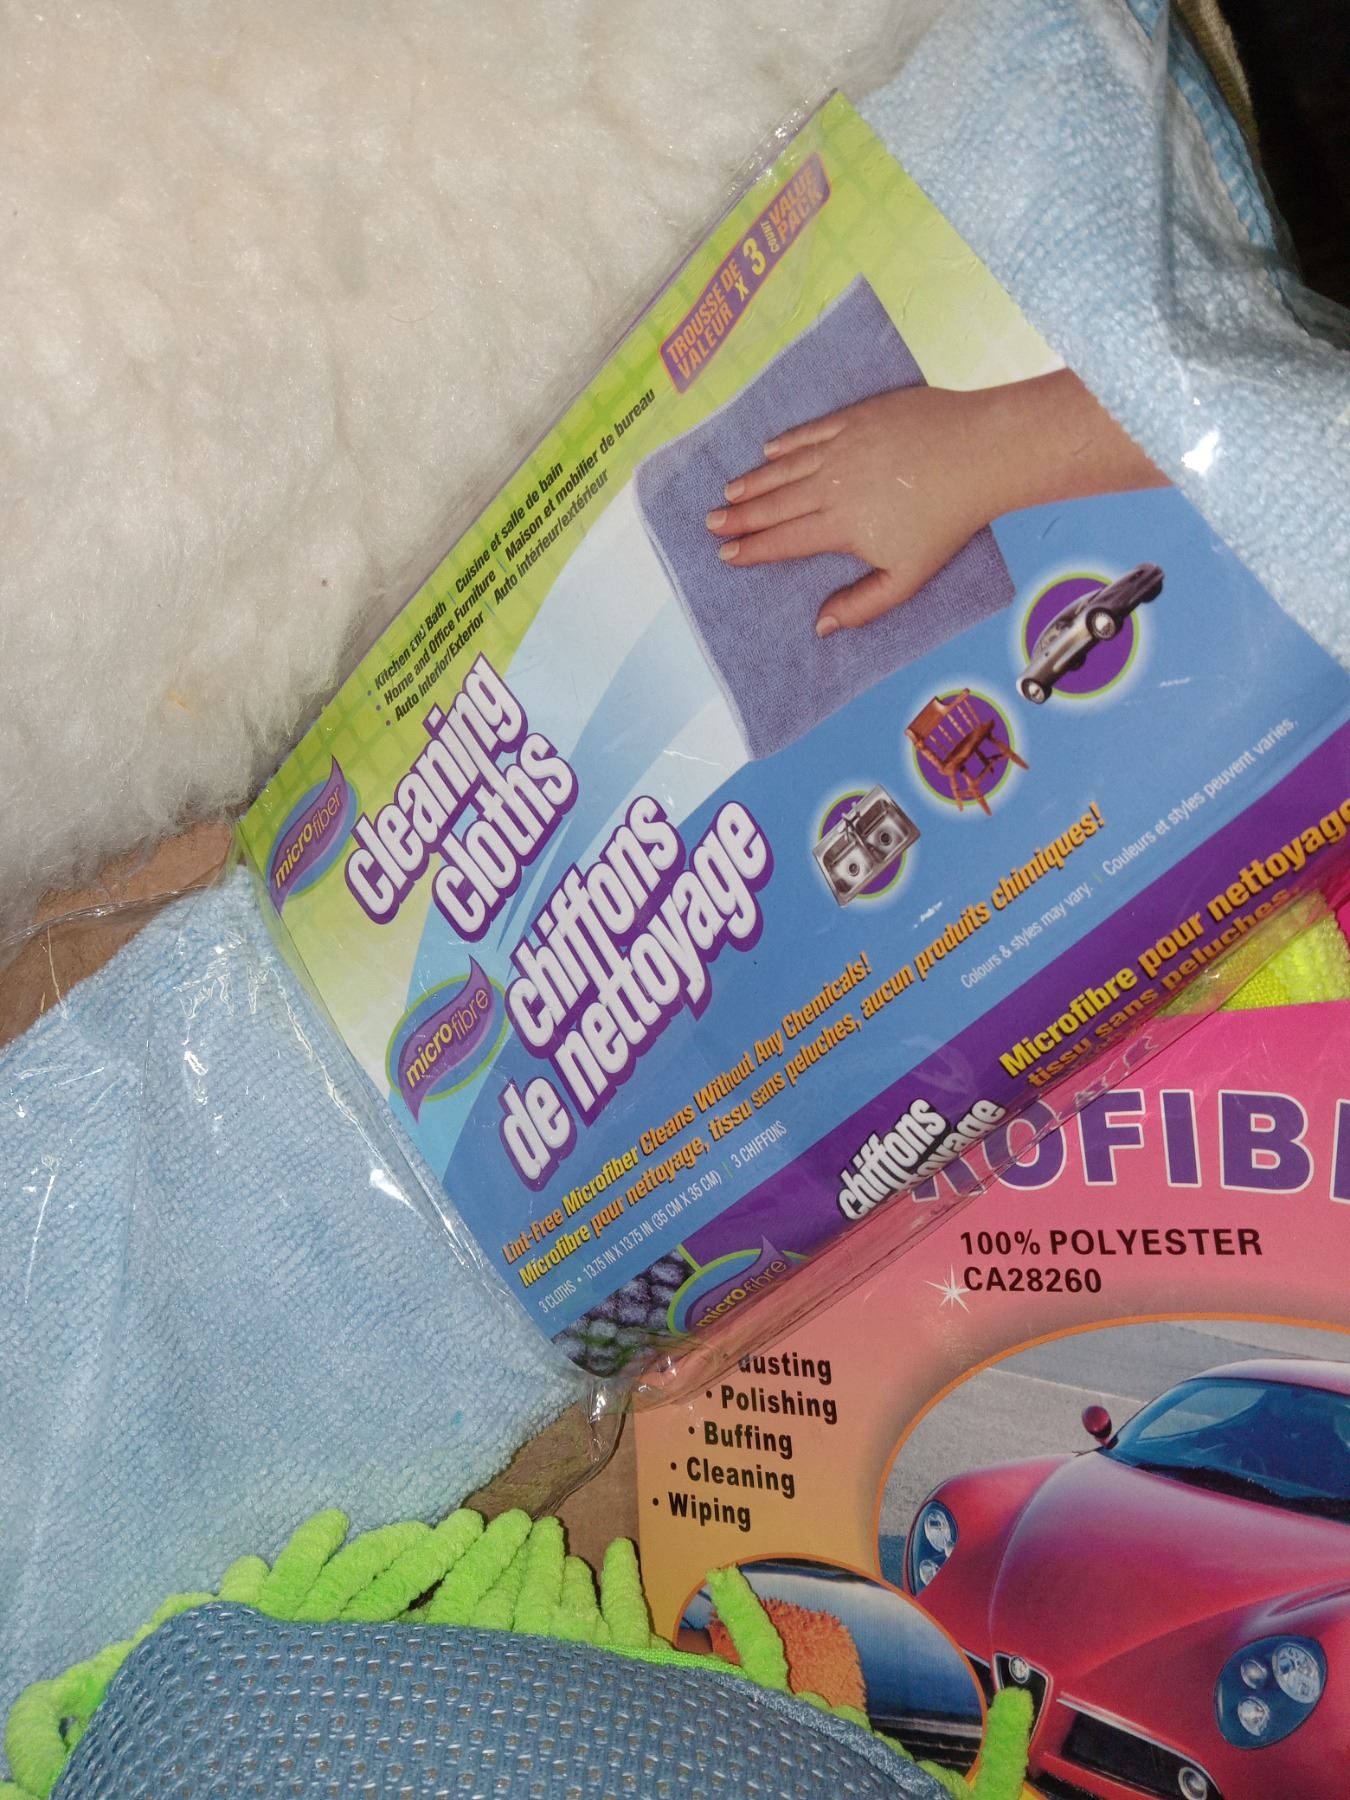 TROUSSE DE
VALEUR
x 3
COUNT
VALUE
PACK
• Kitchen and Bath | Cuisine et salle de bain
• Home and Office Furniture | Maison et mobilier de bureau
• Auto Interior/Exterior | Auto Intérieur/extérieur
microfiber
cleaning
cloths
microfibre
chiffons
de nettoyage
Lint-Free Microfiber Cleans Without Any Chemicals!
Microfibre pour nettoyage, tissu sans peluches, aucun produits chimiques!
3 CLOTHS • 13.75 IN X 13.75 IN (35 CM X 35 CM) | 3 CHIFFONS
Colours & styles may vary. | Couleurs et styles peuvent varies.
microfibre
chiffons
Microfibre pour nettoyage
tissu sans peluches
OFIB
100% POLYESTER
CA28260
• dusting
• Polishing
• Buffing
• Cleaning
• Wiping